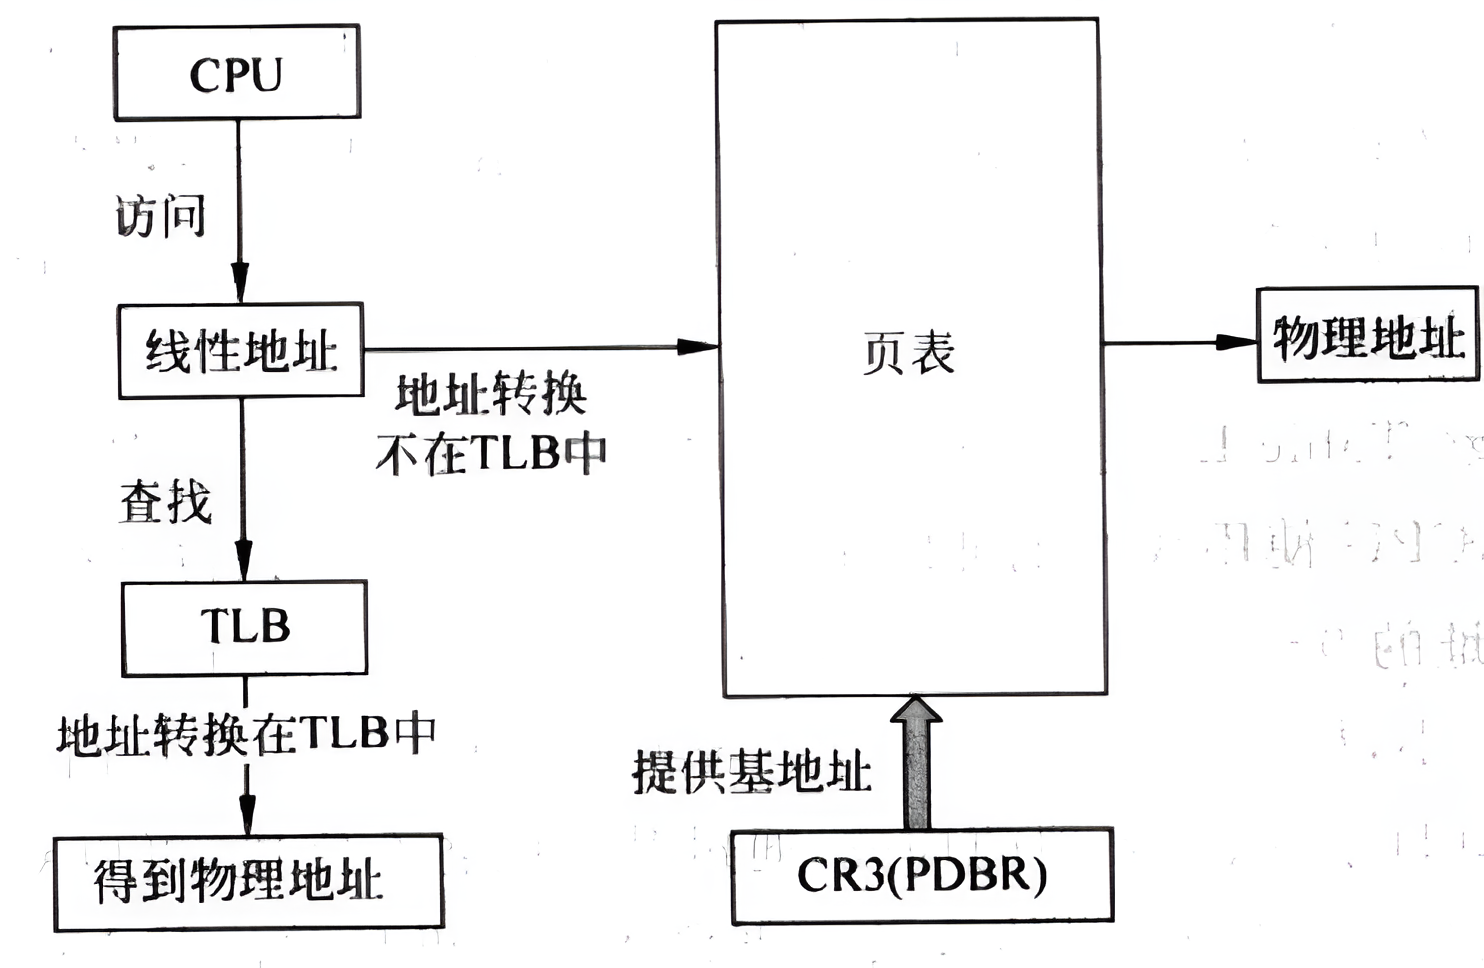 CPU
访问
线性地址
地址转换
不在TLB中
页表
物理地址
查找
TLB
地址转换在TLB中
提供基地址
得到物理地址
CR3(PDBR)